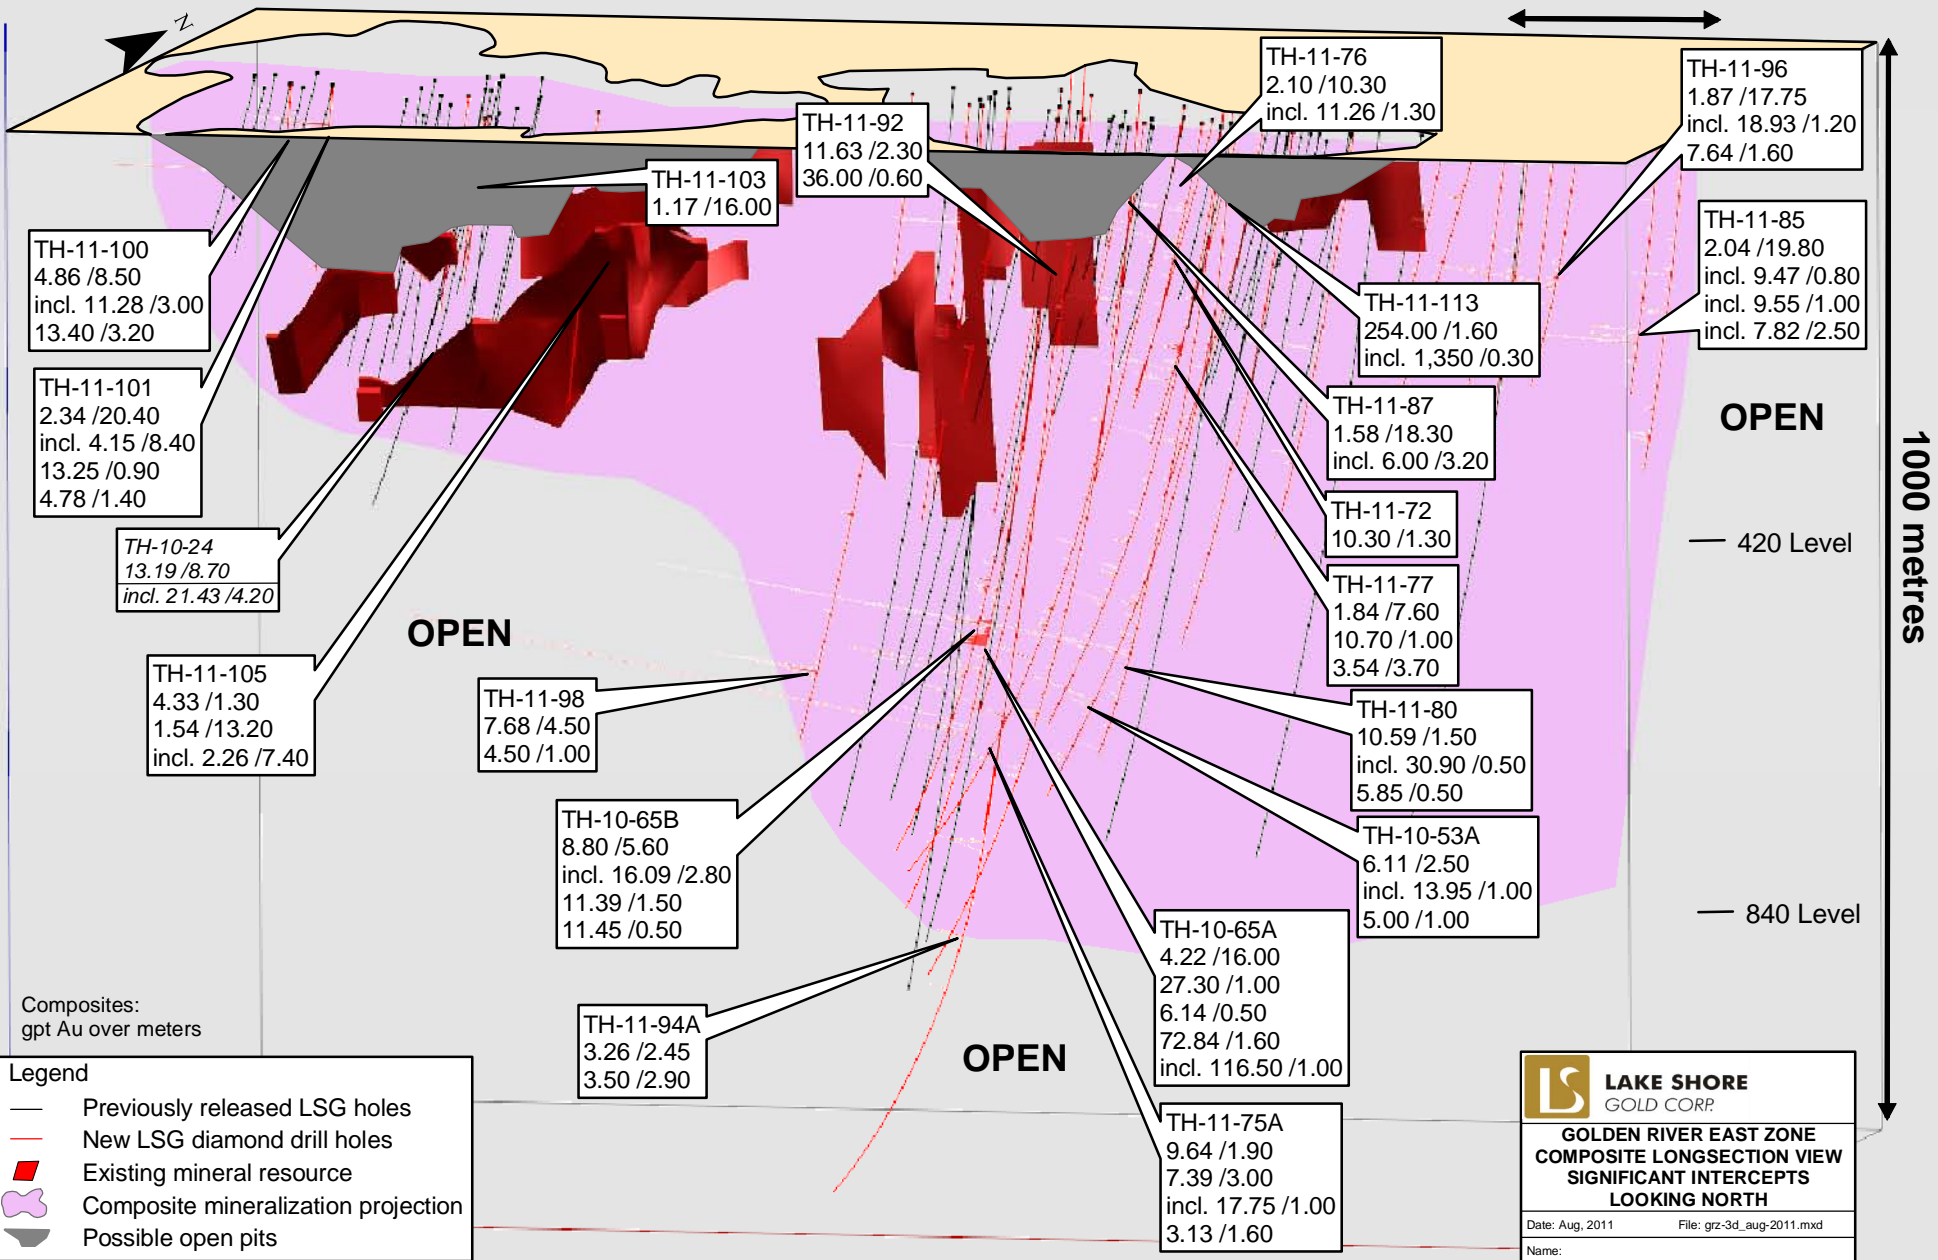 N
TH-11-76
2.10 /10.30
incl. 11.26 /1.30
TH-11-96
1.87 /17.75
incl. 18.93 /1.20
7.64 /1.60
TH-11-92
11.63 /2.30
36.00 /0.60
TH-11-103
1.17 /16.00
TH-11-85
2.04 /19.80
incl. 9.47 /0.80
incl. 9.55 /1.00
incl. 7.82 /2.50
TH-11-100
4.86 /8.50
incl. 11.28 /3.00
13.40 /3.20
TH-11-113
254.00 /1.60
incl. 1,350 /0.30
TH-11-101
2.34 /20.40
incl. 4.15 /8.40
13.25 /0.90
4.78 /1.40
TH-11-87
1.58 /18.30
incl. 6.00 /3.20
OPEN
1000 metres
TH-11-72
10.30 /1.30
420 Level
TH-10-24
13.19 /8.70
incl. 21.43 /4.20
TH-11-77
1.84 /7.60
10.70 /1.00
3.54 /3.70
OPEN
TH-11-105
4.33 /1.30
1.54 /13.20
incl. 2.26 /7.40
TH-11-98
7.68 /4.50
4.50 /1.00
TH-11-80
10.59 /1.50
incl. 30.90 /0.50
5.85 /0.50
TH-10-65B
8.80 /5.60
incl. 16.09 /2.80
11.39 /1.50
11.45 /0.50
TH-10-53A
6.11 /2.50
incl. 13.95 /1.00
5.00 /1.00
840 Level
TH-10-65A
4.22 /16.00
27.30 /1.00
6.14 /0.50
72.84 /1.60
incl. 116.50 /1.00
TH-11-94A
3.26 /2.45
3.50 /2.90
OPEN
TH-11-75A
9.64 /1.90
7.39 /3.00
incl. 17.75 /1.00
3.13 /1.60
Composites:
gpt Au over meters
Legend
Previously released LSG holes
New LSG diamond drill holes
Existing mineral resource
Composite mineralization projection
Possible open pits
LS
LAKE SHORE
GOLD CORP.
GOLDEN RIVER EAST ZONE
COMPOSITE LONGSECTION VIEW
SIGNIFICANT INTERCEPTS
LOOKING NORTH
Date: Aug, 2011 File: grz-3d_aug-2011.mxd
Name: